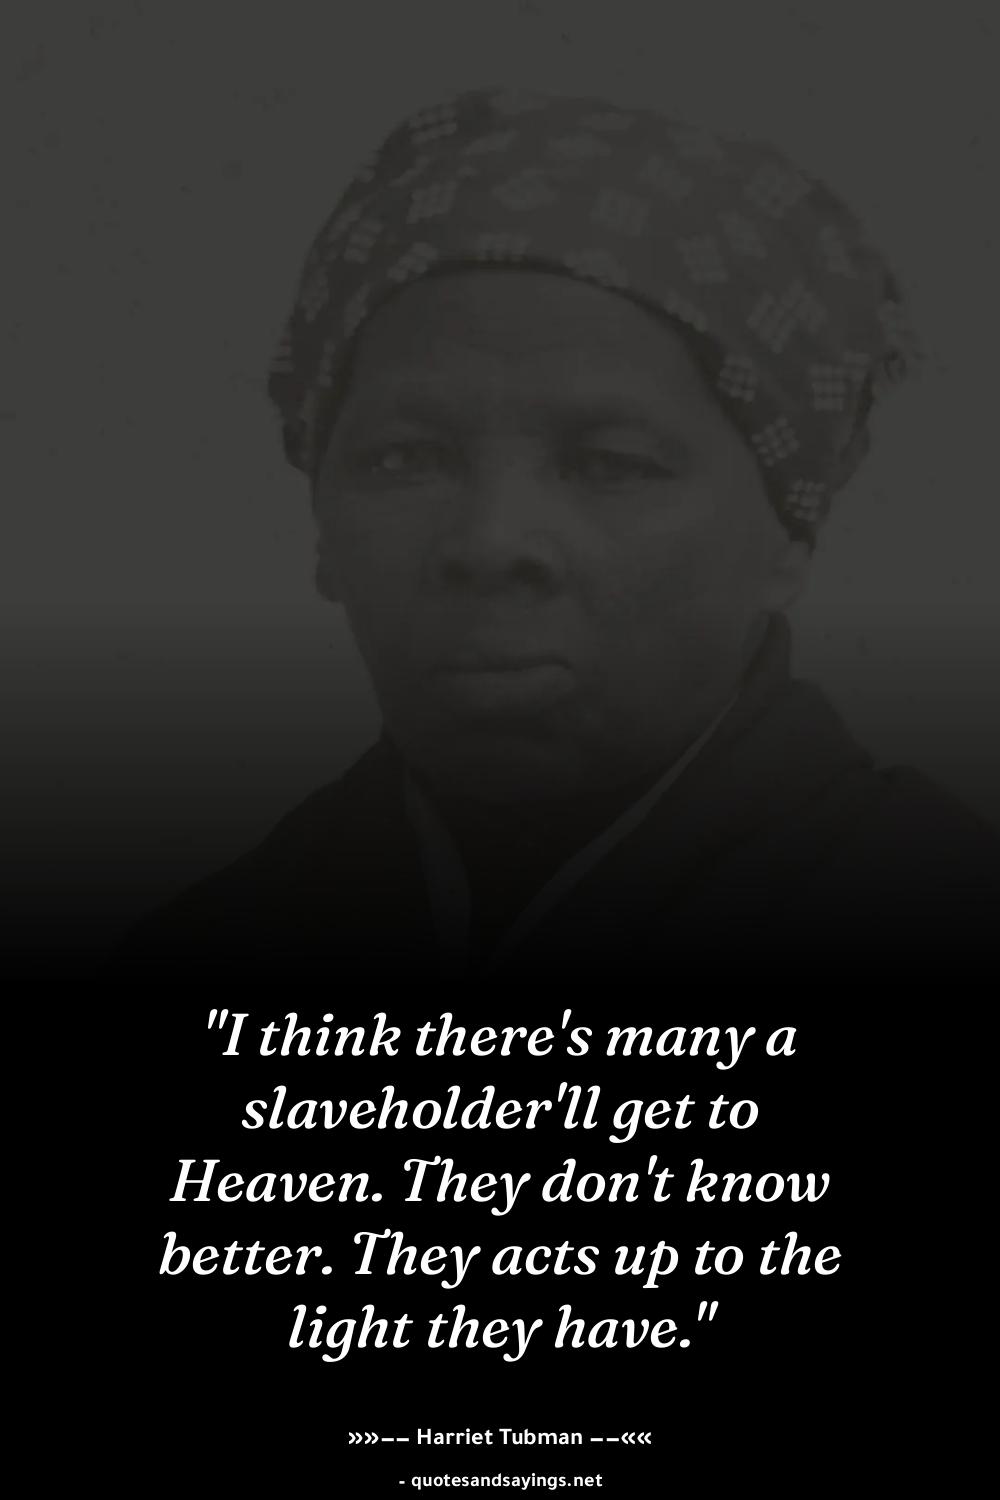 "I think there's many a
slaveholder'll get to
Heaven. They don't know
better. They acts up to the
light they have."
»»−− Harriet Tubman −−««
- quotesandsayings.net